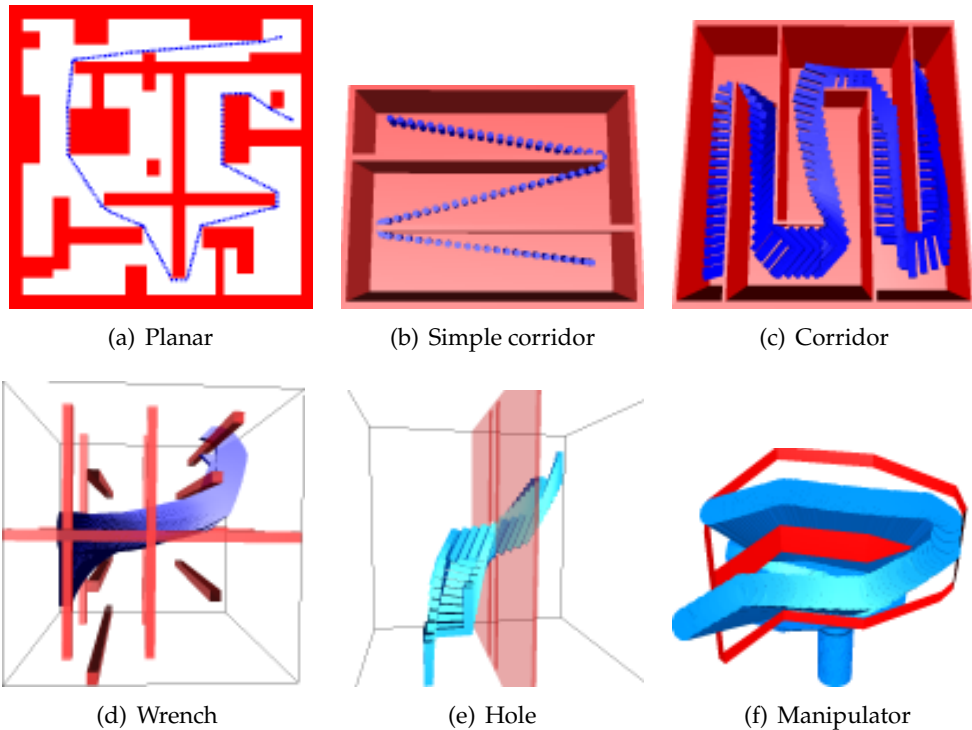 (a) Planar
(b) Simple corridor
(c) Corridor
(d) Wrench
(e) Hole
(f) Manipulator